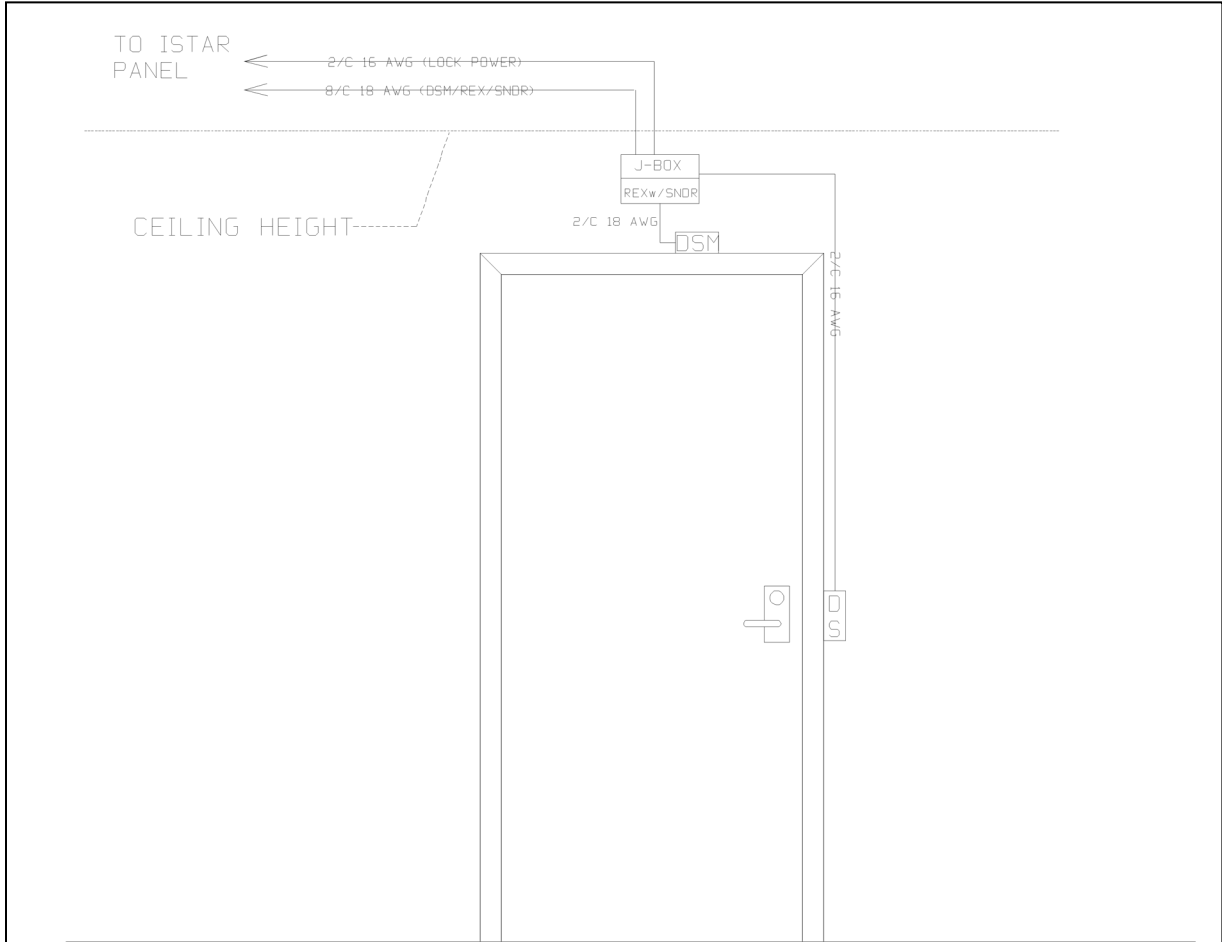 TO ISTAR
PANEL
2/C 16 AWG (LOCK POWER)
8/C 18 AWG (DSM/REX/SNDR)
J-BOX
REXw/SNDR
CEILING HEIGHT
2/C 18 AWG
DSM
2/C 16 AWG
D
S